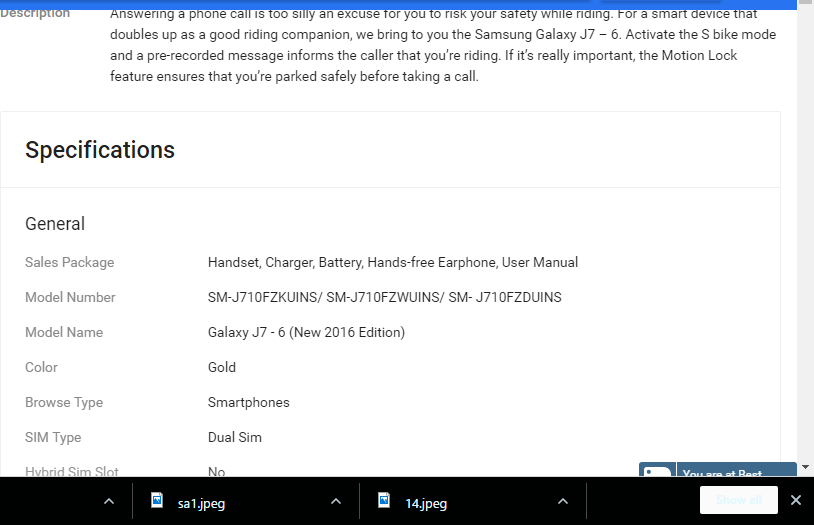 Description
Answering a phone call is too silly an excuse for you to risk your safety while riding. For a smart device that
doubles up as a good riding companion, we bring to you the Samsung Galaxy J7 – 6. Activate the S bike mode
and a pre-recorded message informs the caller that you're riding. If it's really important, the Motion Lock
feature ensures that you're parked safely before taking a call.
Specifications
General
Sales Package Handset, Charger, Battery, Hands-free Earphone, User Manual
Model Number SM-J710FZKUINS/ SM-J710FZWUINS/ SM- J710FZDUINS
Model Name Galaxy J7 - 6 (New 2016 Edition)
Color Gold
Browse Type Smartphones
SIM Type Dual Sim
Hybrid Sim Slot No
You are at Best
sa1.jpeg 14.jpeg Show all